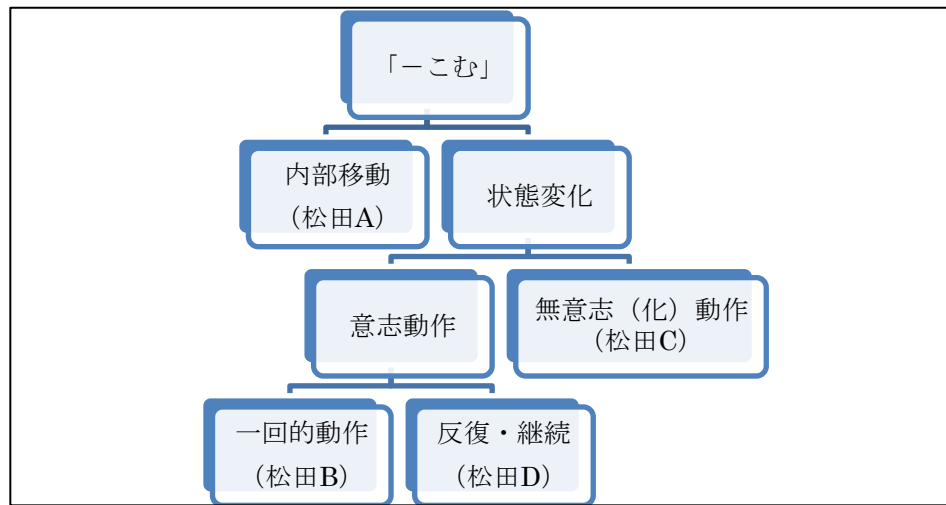 「－こむ」
内部移動
（松田A）
状態変化
意志動作
無意志（化）動作
（松田C）
一回的動作
（松田B）
反復・継続
（松田D）